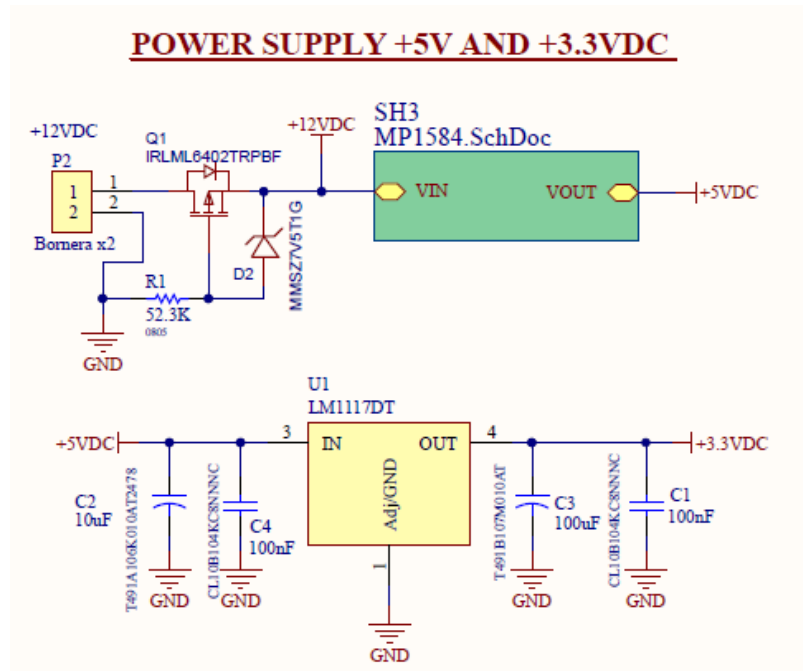 POWER SUPPLY +5V AND +3.3VDC
+12VDC
P2
1
2
Bornera x2
1
2
Q1
IRLML6402TRPBF
+12VDC
D2
MMSZ7V5T1G
R1
52.3K
0805
GND
SH3
MP1584.SchDoc
VIN
VOUT
+5VDC
U1
LM1117DT
+5VDC
3
IN
OUT
4
Adj/GND
1
GND
C2
10uF
T491A106K010AT2478
GND
C4
100nF
CL10B104KC8NNNC
GND
C3
100uF
T491B107M010AT
GND
C1
100nF
CL10B104KC8NNNC
GND
+3.3VDC